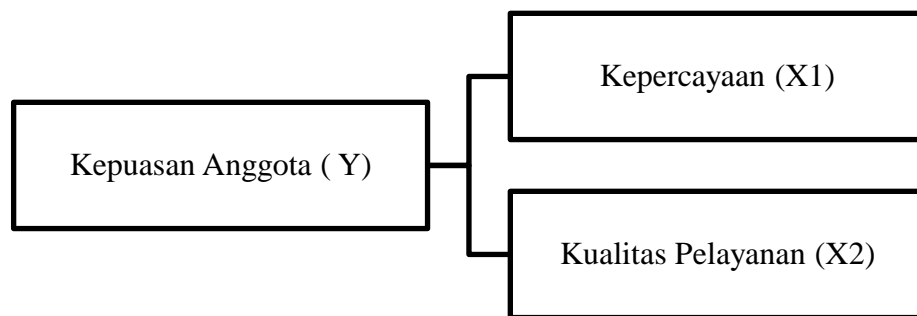 Kepercayaan (X1)
Kepuasan Anggota ( Y)
Kualitas Pelayanan (X2)